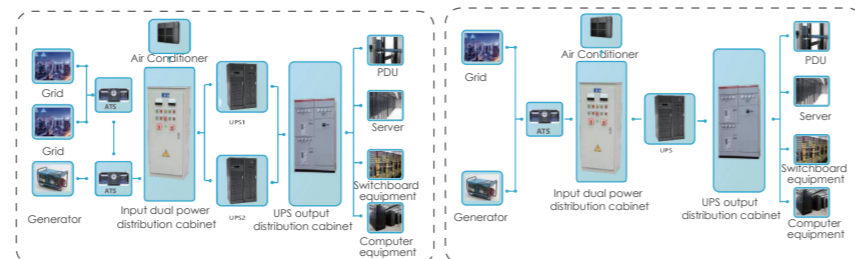 Air Conditioner
Grid
ATS
Grid
ATS
Generator
Input dual power
distribution cabinet
UPS1
UPS2
UPS output
distribution cabinet
PDU
Server
Switchboard
equipment
Computer
equipment
Air Conditioner
Grid
ATS
Generator
Input dual power
distribution cabinet
UPS
UPS output
distribution cabinet
PDU
Server
Switchboard
equipment
Computer
equipment